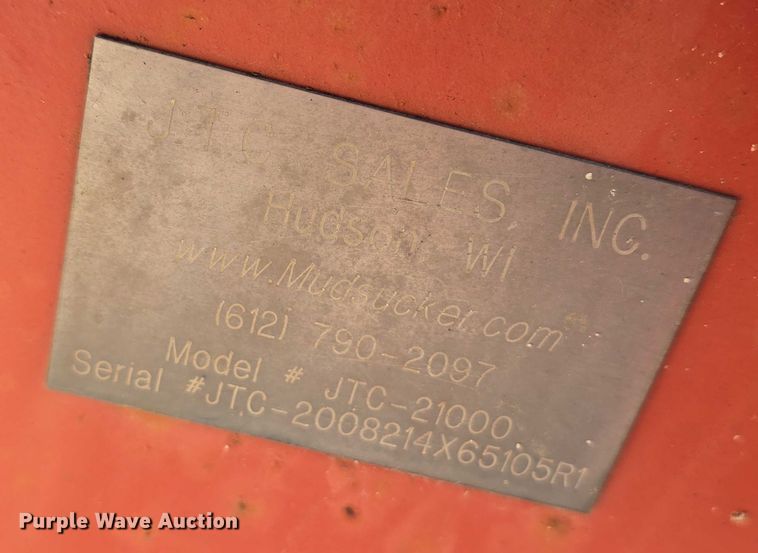 JTC SALES, INC.
Hudson, WI
www.Mudsucker.com
(612) 790-2097
Model # JTC-21000
Serial #JTC-2008214X65105R1
Purple Wave Auction